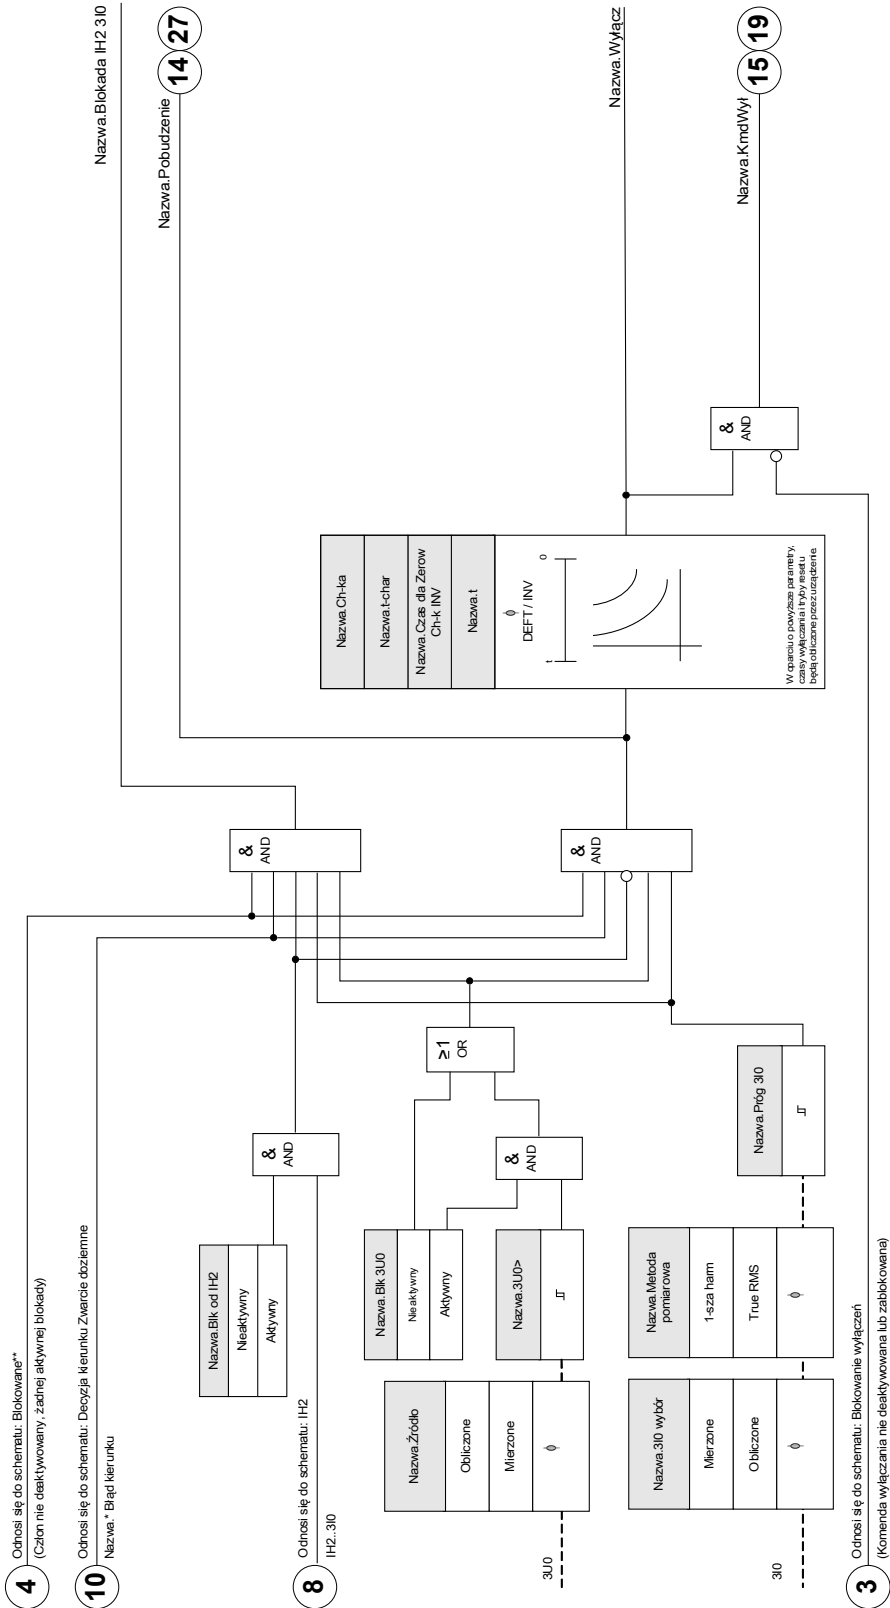 4
Odnosi się do schematu: Blokowane**
(Człon nie deaktywowany, żadnej aktywnej blokady)
10
Odnosi się do schematu: Decyzja kierunku Zwarcie doziemne
Nazwa.* Błąd kierunku
Nazwa.Blk od IH2
Nieaktywny
Aktywny
8
Odnosi się do schematu: IH2
IH2..3I0
&
AND
Nazwa.Blk 3U0
Nieaktywny
Aktywny
Nazwa.Źródło
Obliczone
Mierzone
φ
3U0
Nazwa.3U0>
&
AND
≥1
OR
3I0
Nazwa.3I0 wybór
Mierzone
Obliczone
φ
Nazwa.Metoda
pomiarowa
1-sza harm
True RMS
φ
Nazwa.Próg 3I0
&
AND
&
AND
Nazwa.Blokada IH2 3I0
Nazwa.Pobudzenie
14
27
Nazwa.Ch-ka
Nazwa.t-char
Nazwa.Czas dla Zerow
Ch-k INV
Nazwa.t
φ
DEFT / INV
t
0
W oparciu o powyższe parametry,
czasy wyłączania i tryby resetu
będą obliczone przez urządzenie.
Nazwa.Wyłącz
&
AND
Nazwa.KmdWył
15
19
3
Odnosi się do schematu: Blokowanie wyłączeń
(Komenda wyłączania nie deaktywowana lub zablokowana)